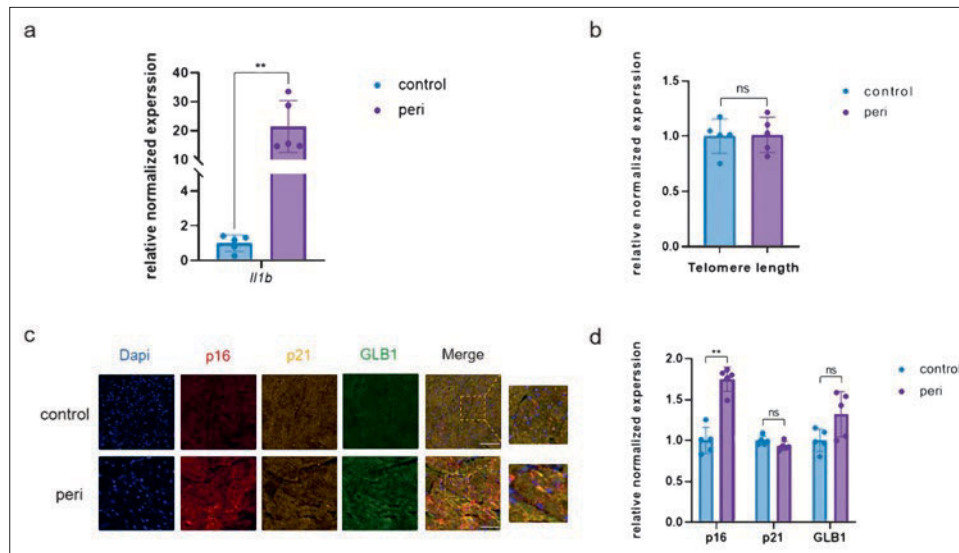 a
relative normalized experssion
40
30
20
10
4
2
0
**
Il1b
control
peri
b
relative normalized experssion
1.5
1.0
0.5
0.0
ns
Telomere length
control
peri
c
Dapi p16 p21 GLB1 Merge
control
peri
d
relative normalized experssion
2.0
1.5
1.0
0.5
0.0
**
ns
ns
p16 p21 GLB1
control
peri